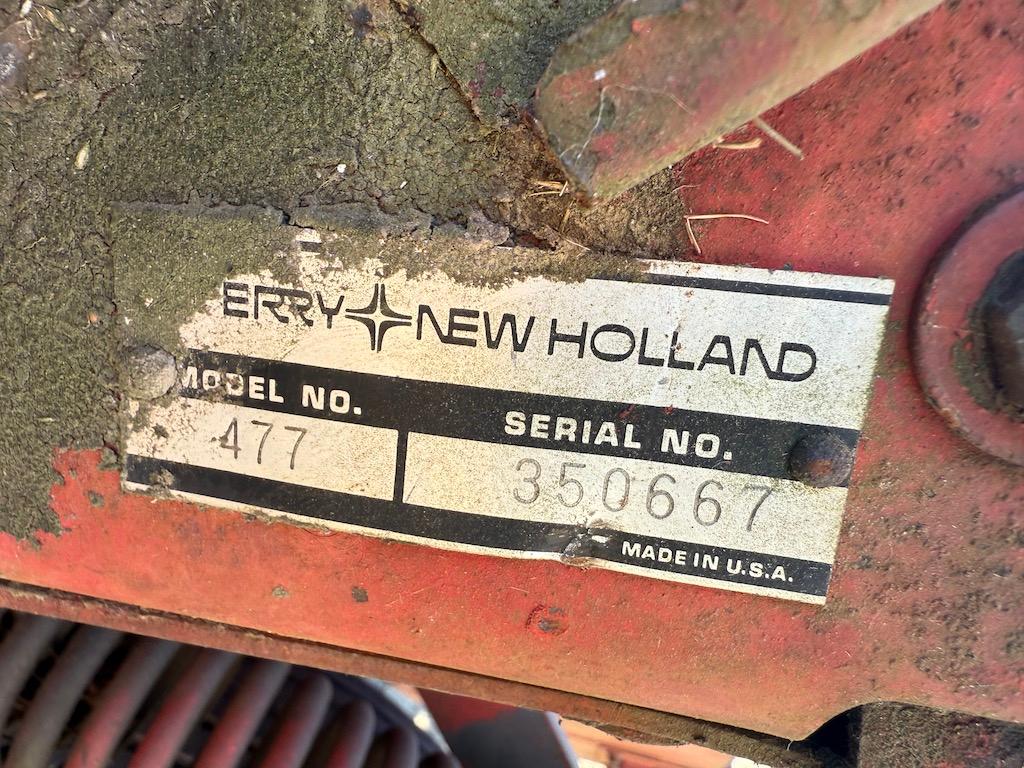 ERRY NEW HOLLAND
MODEL NO. SERIAL NO.
477 350667
MADE IN U.S.A.